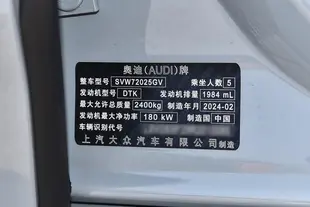 奥迪(AUDI)牌
整车型号 SVW72025GV 乘坐人数 5
发动机型号 DTK 发动机排量 1984 mL
最大允许总质量 2400kg 制造年月 2024-02
发动机最大净功率 180 kW 制造国 中国
车辆识别代号
上汽大众汽车有限公司制造